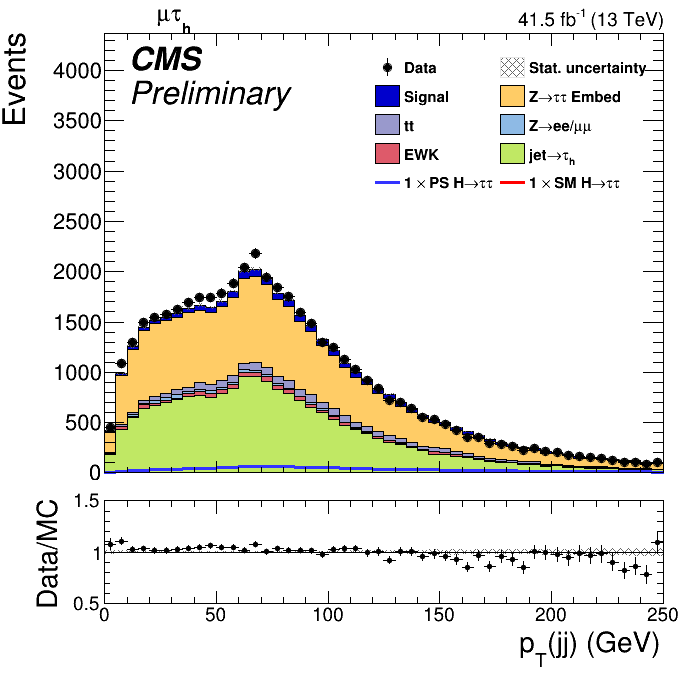 μτh 41.5 fb⁻¹ (13 TeV)
CMS
Preliminary
Events
4000
3500
3000
2500
2000
1500
1000
500
0
Data
Stat. uncertainty
Signal
Z→ττ Embed
tt
Z→ee/μμ
EWK
jet→τh
1 × PS H→ττ
1 × SM H→ττ
Data/MC
1.5
1
0.5
0 50 100 150 200 250
pT(jj) (GeV)